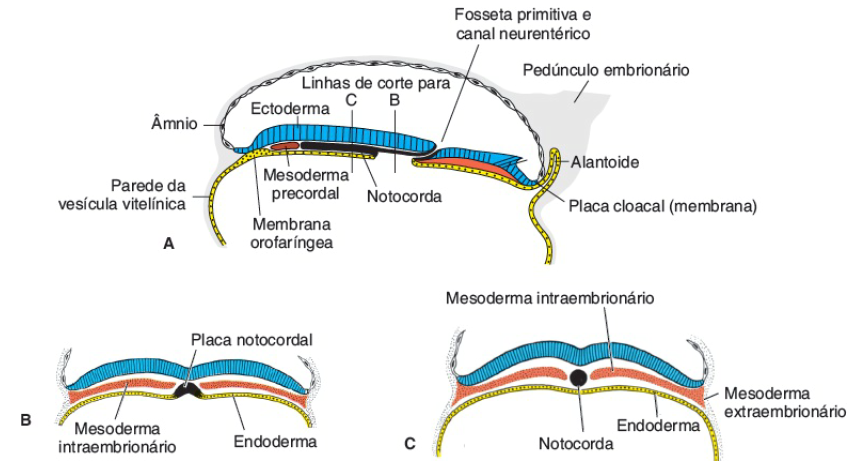 Fosseta primitiva e
canal neurentérico
Pedúnculo embrionário
Linhas de corte para
C B
Ectoderma
Âmnio
Alantoide
Parede da
vesícula vitelínica
Mesoderma
precordal
Notocorda
Placa cloacal (membrana)
Membrana
orofaríngea
A
Mesoderma intraembrionário
Placa notocordal
Mesoderma
extraembrionário
B
Mesoderma
intraembrionário
Endoderma
C
Notocorda
Endoderma